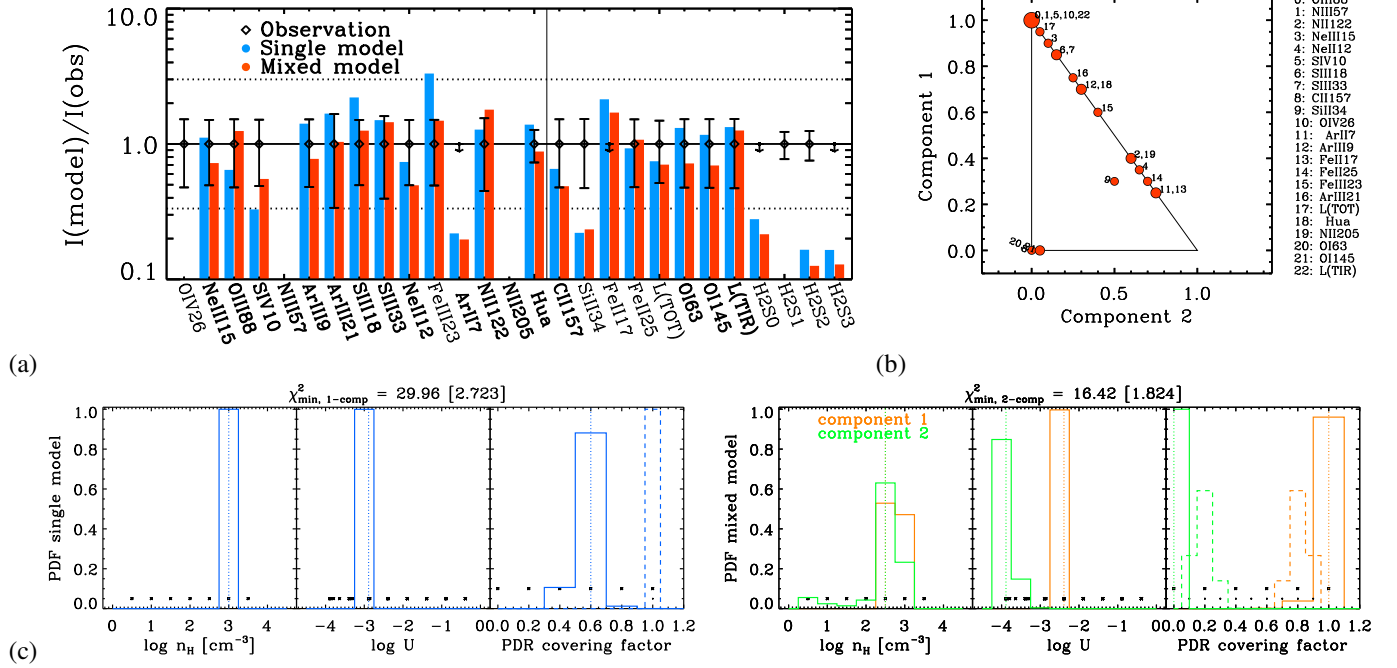 10.0
1.0
0.1
I(model)/I(obs)
Observation
Single model
Mixed model
OIV26
NeIII15
OIII88
SIV10
NIII57
ArIII9
ArIII21
SIII18
SIII33
NeII12
FeIII23
ArII7
NII122
NII205
Hua
CII157
SiII34
FeII17
FeII25
L(TOT)
OI63
OI145
L(TIR)
H2S0
H2S1
H2S2
H2S3
(a)
1.0
0.8
0.6
0.4
0.2
0.0
Component 1
0,1,5,10,22
17
3
6,7
16
12,18
15
2,19
4
14
11,13
9
0.0 0.5 1.0
Component 2
1: NIII57
2: NII122
3: NeIII15
4: NeII12
5: SIV10
6: SIII18
7: SIII33
8: CII157
9: SiII34
10: OIV26
11: ArII7
12: ArIII9
13: FeII17
14: FeII25
15: FeIII23
16: ArIII21
17: L(TOT)
18: Hua
19: NII205
20: OI63
21: OI145
22: L(TIR)
(b)
χ²min, 1-comp = 29.96 [2.723]
1.0
0.8
0.6
0.4
0.2
0.0
PDF single model
0 1 2 3 4
log nH [cm⁻³]
−4 −3 −2 −1 0
log U
0.0 0.2 0.4 0.6 0.8 1.0 1.2
PDR covering factor
χ²min, 2-comp = 16.42 [1.824]
component 1
component 2
1.0
0.8
0.6
0.4
0.2
0.0
PDF mixed model
0 1 2 3 4
log nH [cm⁻³]
−4 −3 −2 −1 0
log U
0.0 0.2 0.4 0.6 0.8 1.0 1.2
PDR covering factor
(c)